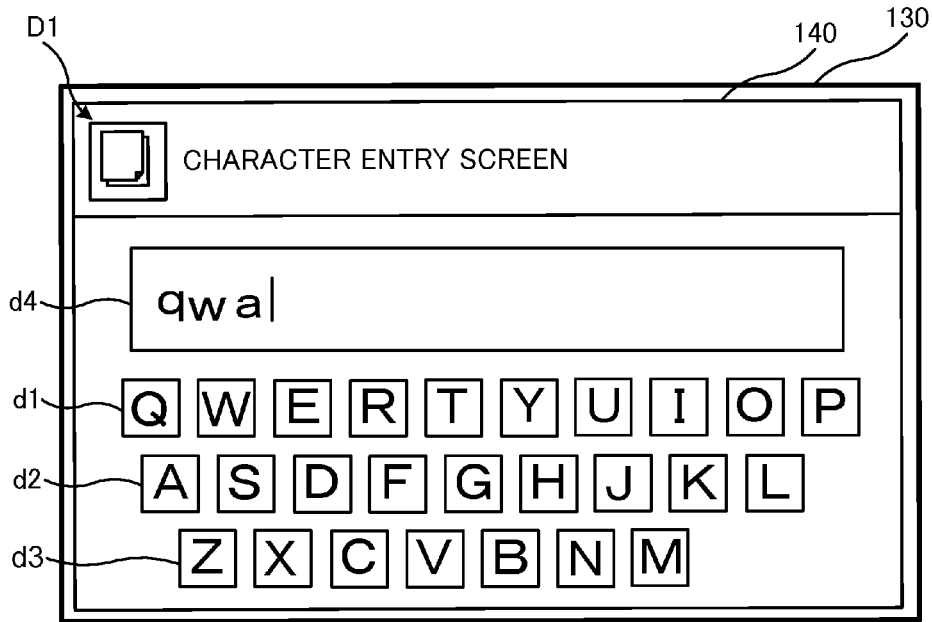 D1
140
130
CHARACTER ENTRY SCREEN
d4
qwa
d1
Q W E R T Y U I O P
d2
A S D F G H J K L
d3
Z X C V B N M